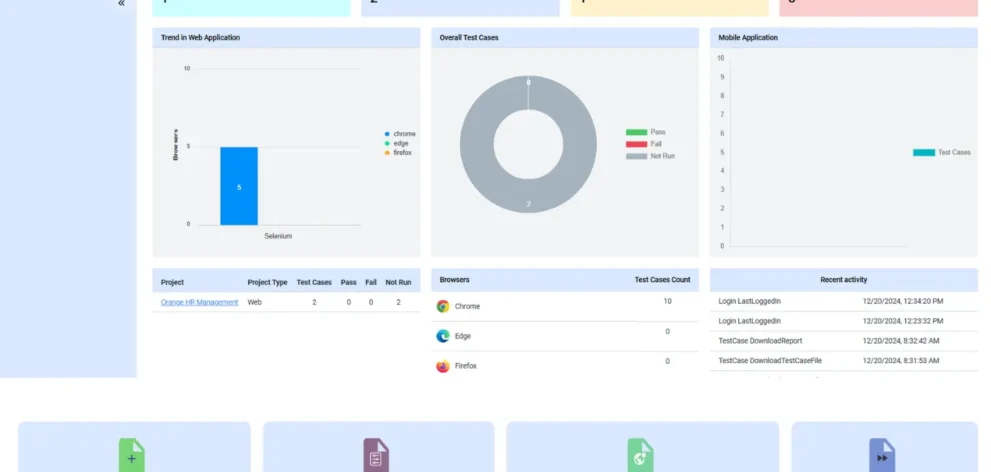 «
Trend in Web Application
10
Browsers
5
5
0
Selenium
chrome
edge
firefox
Overall Test Cases
0
2
Pass
Fail
Not Run
Mobile Application
10
9
8
7
6
5
4
3
2
1
0
Test Cases
Project Project Type Test Cases Pass Fail Not Run
Orange HR Management Web 2 0 0 2
Browsers Test Cases Count
Chrome 10
Edge 0
Firefox 0
Recent activity
Login LastLoggedIn 12/20/2024, 12:34:20 PM
Login LastLoggedIn 12/20/2024, 12:23:32 PM
TestCase DownloadReport 12/20/2024, 8:32:42 AM
TestCase DownloadTestCaseFile 12/20/2024, 8:31:53 AM